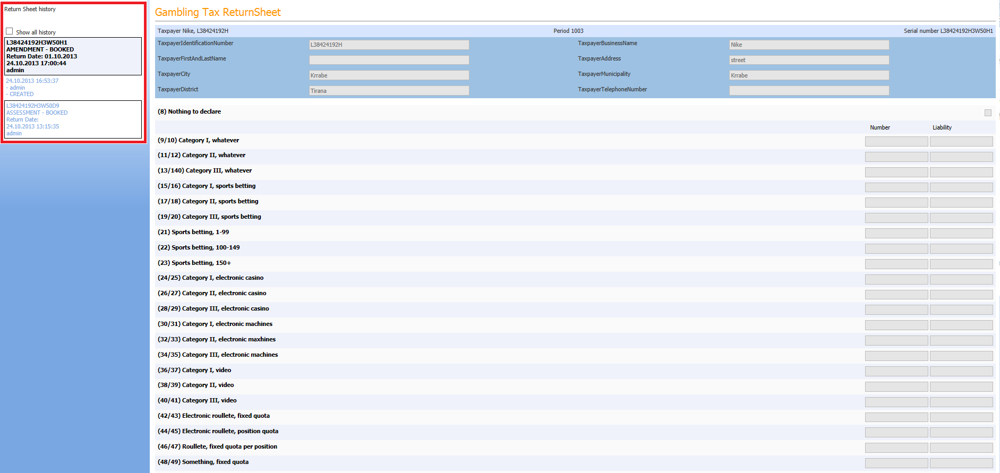 Return Sheet history
Show all history
L38424192H3W50H1
AMENDMENT - BOOKED
Return Date: 01.10.2013
24.10.2013 17:00:44
admin
24.10.2013 16:53:37
- admin
- CREATED
L38424192H3W50D9
ASSESSMENT - BOOKED
Return Date:
24.10.2013 13:15:35
admin
Gambling Tax ReturnSheet
Taxpayer Nike, L38424192H Period 1003 Serial number L38424192H3W50H1
TaxpayerIdentificationNumber L38424192H TaxpayerBusinessName Nike
TaxpayerFirstAndLastName TaxpayerAddress street
TaxpayerCity Krrabe TaxpayerMunicipality Krrabe
TaxpayerDistrict Tirana TaxpayerTelephoneNumber
(8) Nothing to declare
Number Liability
(9/10) Category I, whatever
(11/12) Category II, whatever
(13/140) Category III, whatever
(15/16) Category I, sports betting
(17/18) Category II, sports betting
(19/20) Category III, sports betting
(21) Sports betting, 1-99
(22) Sports betting, 100-149
(23) Sports betting, 150+
(24/25) Category I, electronic casino
(26/27) Category II, electronic casino
(28/29) Category III, electronic casino
(30/31) Category I, electronic machines
(32/33) Category II, electronic maxhines
(34/35) Category III, electronic machines
(36/37) Category I, video
(38/39) Category II, video
(40/41) Category III, video
(42/43) Electronic roullete, fixed quota
(44/45) Electronic roullete, position quota
(46/47) Roullete, fixed quota per position
(48/49) Something, fixed quota